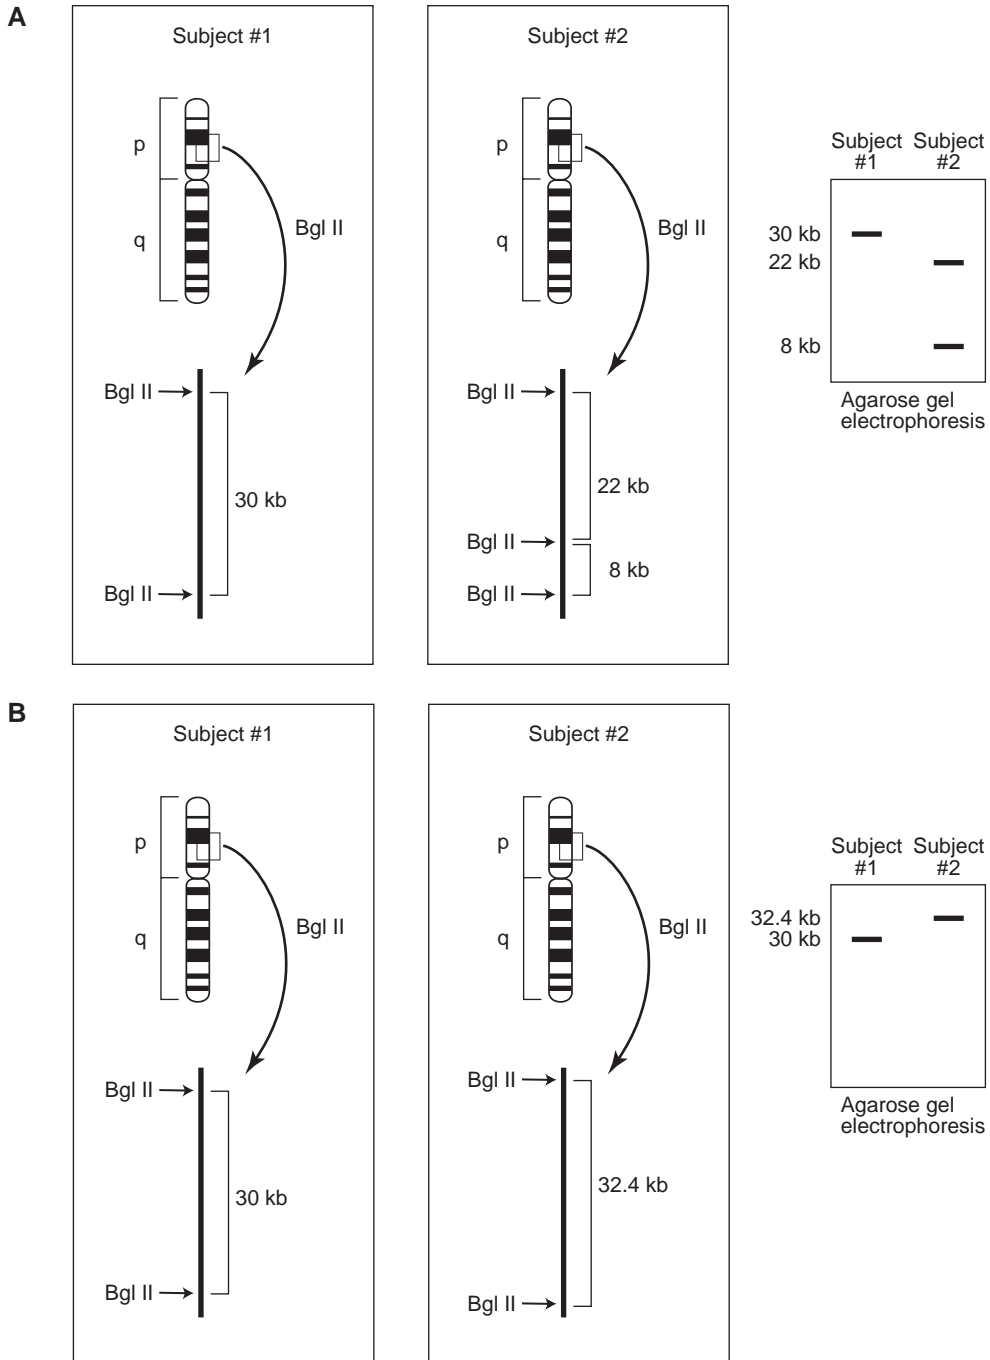 A
Subject #1
p
q
Bgl II
Bgl II
30 kb
Bgl II
Subject #2
p
q
Bgl II
Bgl II
22 kb
Bgl II
8 kb
Bgl II
Subject Subject
#1 #2
30 kb
22 kb
8 kb
Agarose gel
electrophoresis
B
Subject #1
p
q
Bgl II
Bgl II
30 kb
Bgl II
Subject #2
p
q
Bgl II
Bgl II
32.4 kb
Bgl II
Subject Subject
#1 #2
32.4 kb
30 kb
Agarose gel
electrophoresis